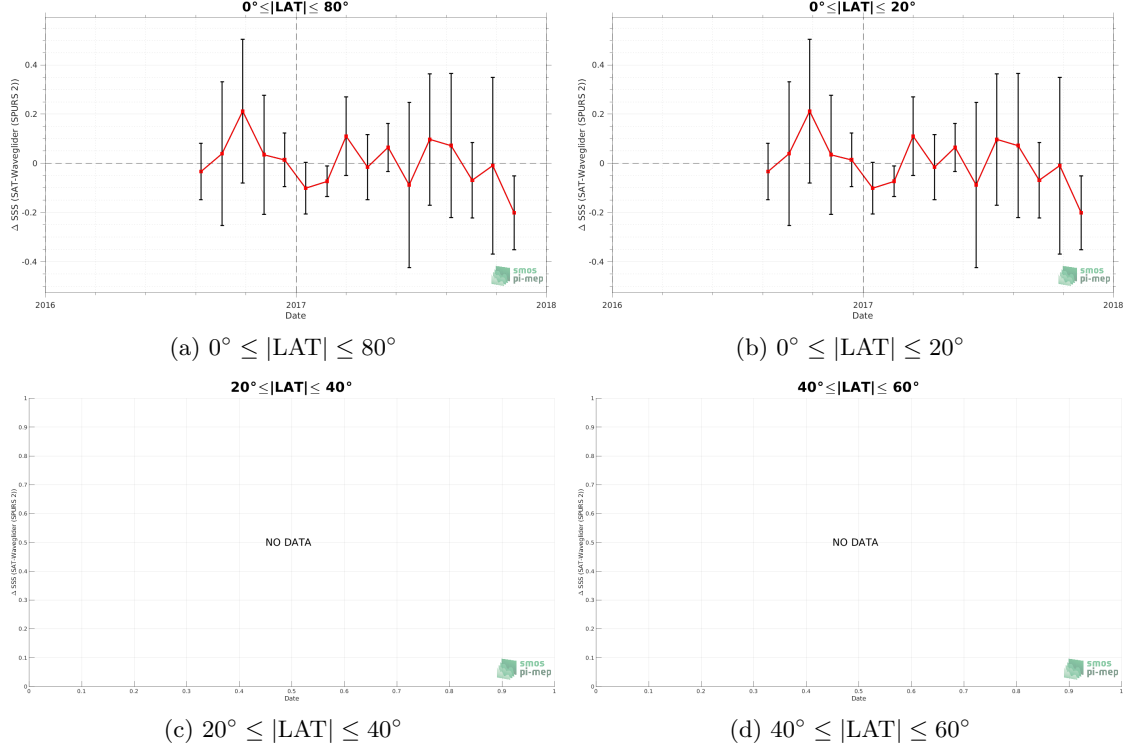 0°≤|LAT|≤ 80°
Δ SSS (SAT-Waveglider (SPURS 2))
0.4
0.2
0
-0.2
-0.4
2016
2017
2018
Date
smos
pi-mep
(a) 0° ≤ |LAT| ≤ 80°
0°≤|LAT|≤ 20°
Δ SSS (SAT-Waveglider (SPURS 2))
0.4
0.2
0
-0.2
-0.4
2016
2017
2018
Date
smos
pi-mep
(b) 0° ≤ |LAT| ≤ 20°
20°≤|LAT|≤ 40°
Δ SSS (SAT-Waveglider (SPURS 2))
1
0.9
0.8
0.7
0.6
0.5
0.4
0.3
0.2
0.1
0
NO DATA
0 0.1 0.2 0.3 0.4 0.5 0.6 0.7 0.8 0.9 1
Date
smos
pi-mep
(c) 20° ≤ |LAT| ≤ 40°
40°≤|LAT|≤ 60°
Δ SSS (SAT-Waveglider (SPURS 2))
1
0.9
0.8
0.7
0.6
0.5
0.4
0.3
0.2
0.1
0
NO DATA
0 0.1 0.2 0.3 0.4 0.5 0.6 0.7 0.8 0.9 1
Date
smos
pi-mep
(d) 40° ≤ |LAT| ≤ 60°